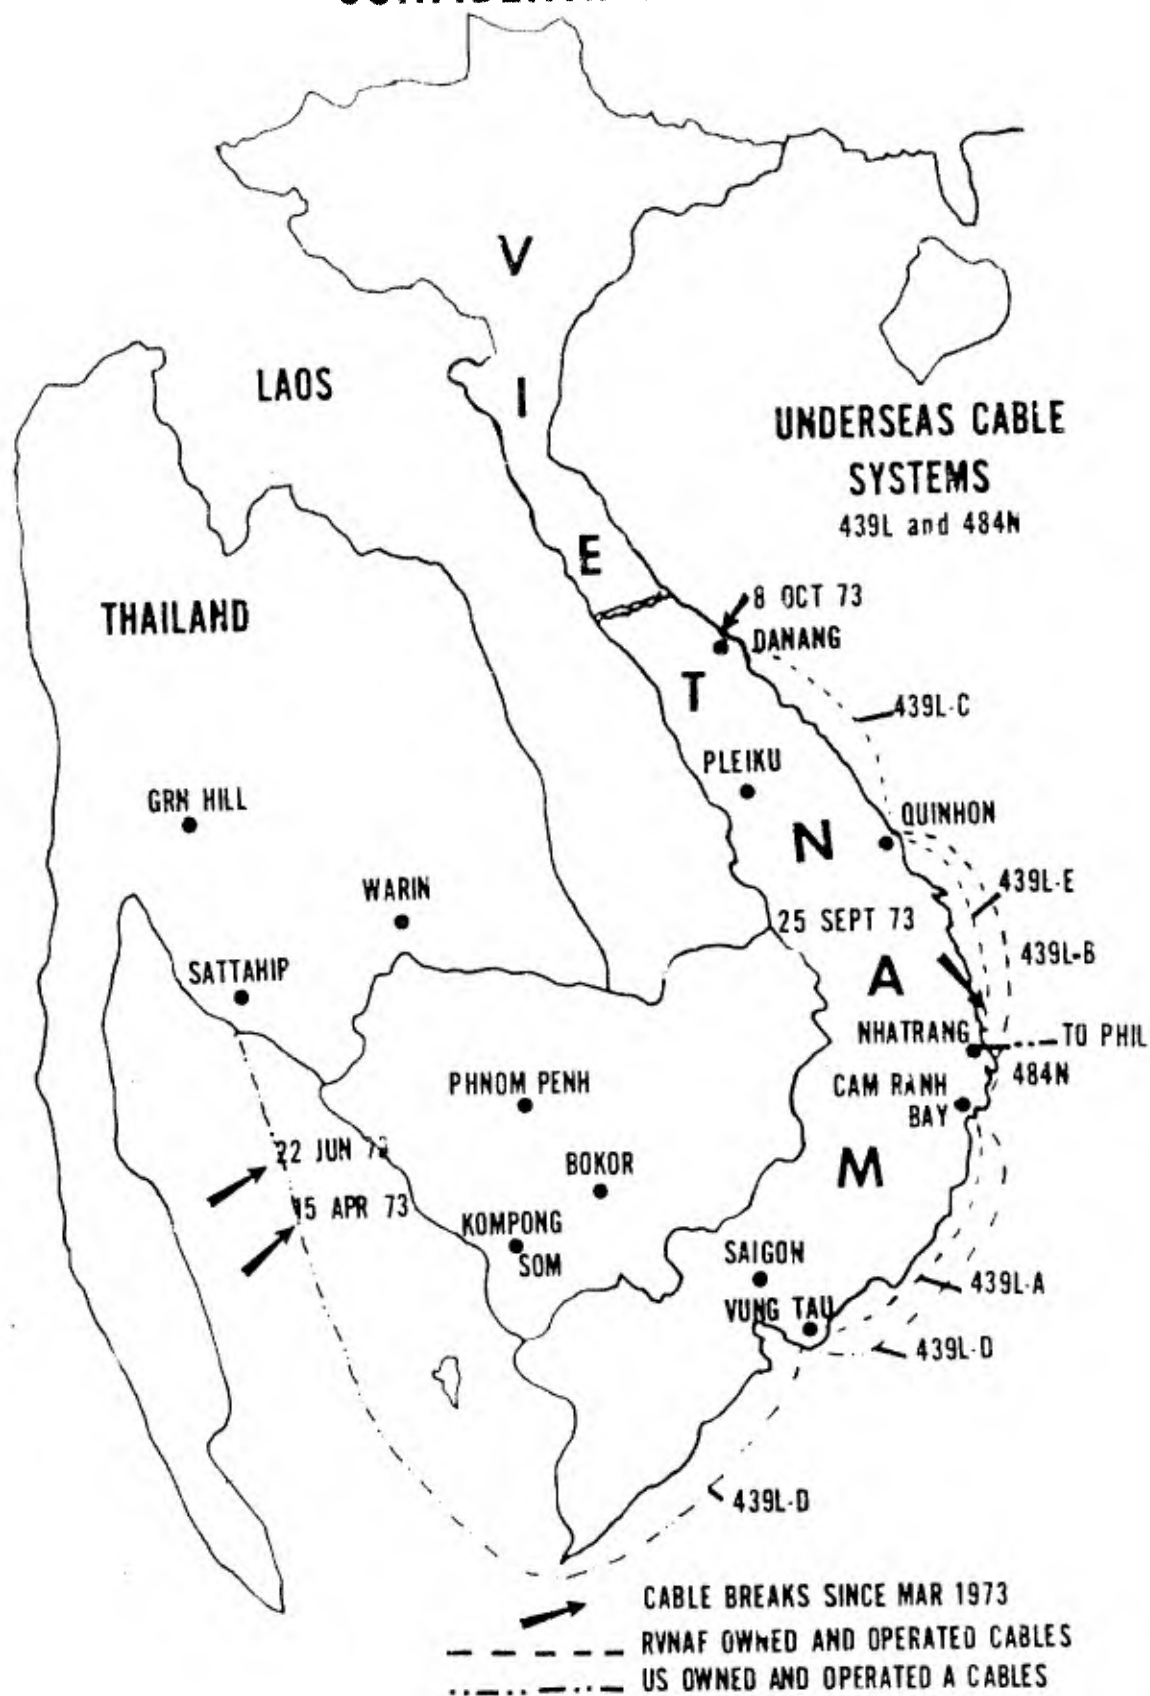 V
LAOS
I
UNDERSEAS CABLE
SYSTEMS
439L and 484N
E
THAILAND
8 OCT 73
DANANG
T
439L-C
PLEIKU
GRN HILL
QUINHON
N
439L-E
WARIN
25 SEPT 73
439L-B
SATTAHIP
A
NHATRANG
TO PHIL
484N
PHNOM PENH
CAM RANH
BAY
22 JUN 73
BOKOR
M
15 APR 73
KOMPONG
SOM
SAIGON
439L-A
VUNG TAU
439L-D
439L-D
CABLE BREAKS SINCE MAR 1973
RVNAF OWNED AND OPERATED CABLES
US OWNED AND OPERATED A CABLES